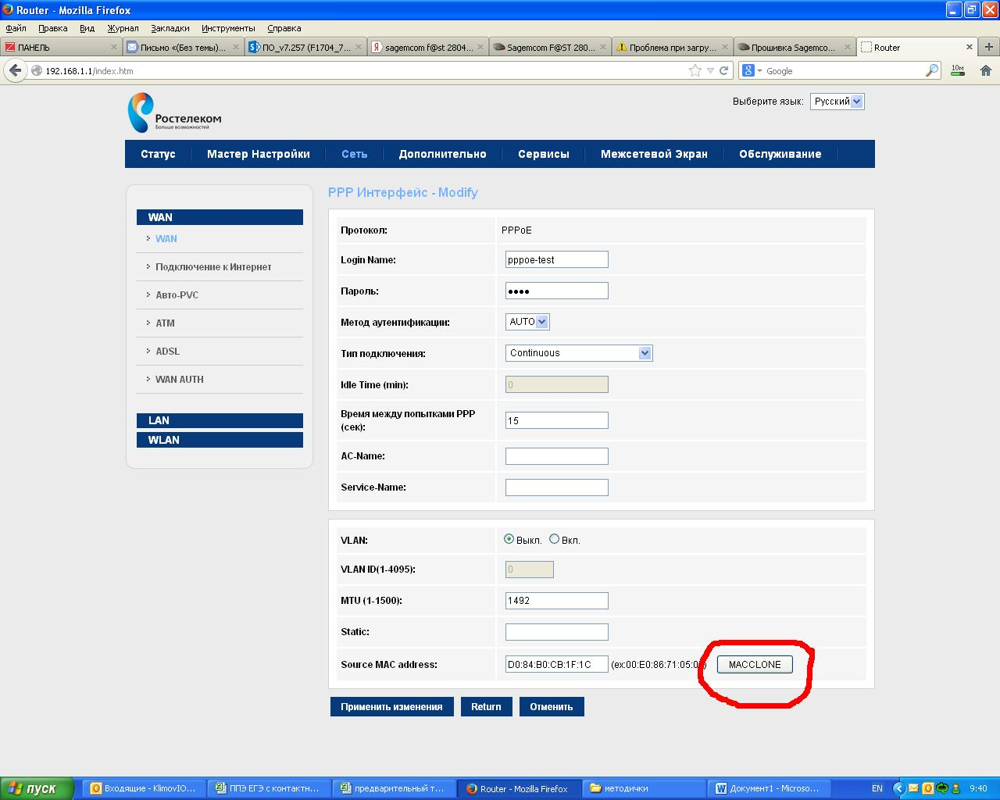 Router - Mozilla Firefox
Файл Правка Вид Журнал Закладки Инструменты Справка
ПАНЕЛЬ Письмо «(Без темы)... ПО_v7.257 (F1704_7... sagemcom f@st 2804... Sagemcom F@ST 280... Проблема при загру... Прошивка Sagemco... Router
192.168.1.1/index.htm Google 10м
Ростелеком
Больше возможностей
Выберите язык: Русский
Статус Мастер Настройки Сеть Дополнительно Сервисы Межсетевой Экран Обслуживание
WAN
WAN
Подключение к Интернет
Авто-PVC
ATM
ADSL
WAN AUTH
LAN
WLAN
PPP Интерфейс - Modify
Протокол: PPPoE
Login Name: pppoe-test
Пароль: ●●●●
Метод аутентификации: AUTO
Тип подключения: Continuous
Idle Time (min): 0
Время между попытками PPP
(сек): 15
AC-Name:
Service-Name:
VLAN: Выкл. Вкл.
VLAN ID(1-4095): 0
MTU (1-1500): 1492
Static:
Source MAC address: D0:84:B0:CB:1F:1C (ex:00:E0:86:71:05:0 ) MACCLONE
Применить изменения Return Отменить
пуск Входящие - KlimovIO... ППЭ ЕГЭ с контактн... предварительный т... Router - Mozilla Firefox методички Документ1 - Microso... EN 9:40